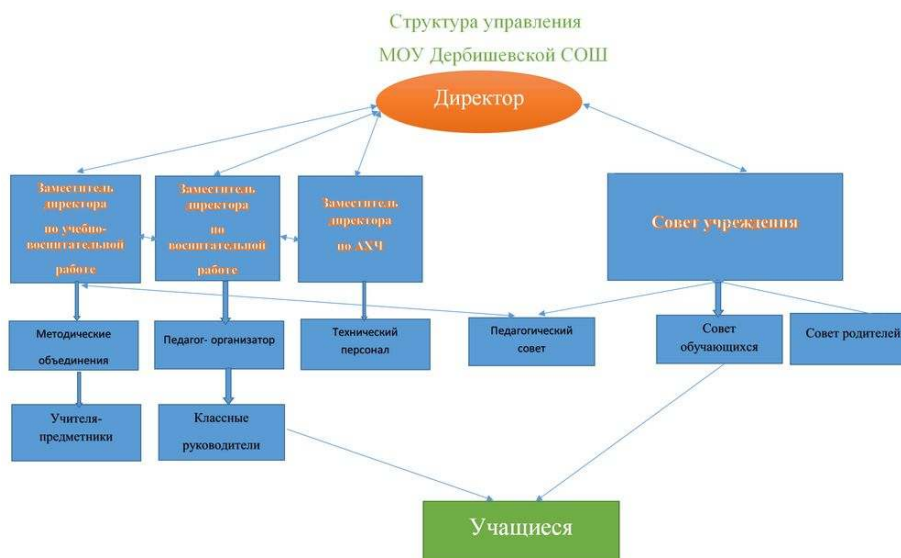 Структура управления
МОУ Дербишевской СОШ
Директор
Заместитель
директора
по учебно-
воспитательной
работе
Заместитель
директора
по
воспитательной
работе
Заместитель
директора
по АХЧ
Совет учреждения
Методические
объединения
Педагог- организатор
Технический
персонал
Педагогический
совет
Совет
обучающихся
Совет родителей
Учителя-
предметники
Классные
руководители
Учащиеся